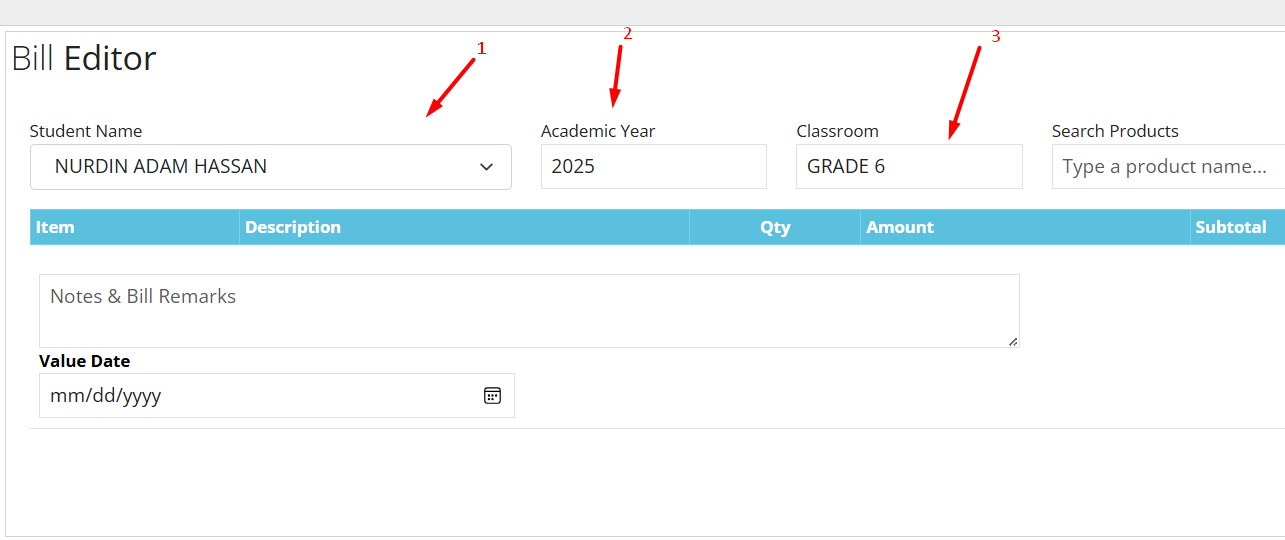 1
2
3
Bill Editor
Student Name
Academic Year
Classroom
Search Products
NURDIN ADAM HASSAN
2025
GRADE 6
Type a product name...
Item
Description
Qty
Amount
Subtotal
Notes & Bill Remarks
Value Date
mm/dd/yyyy